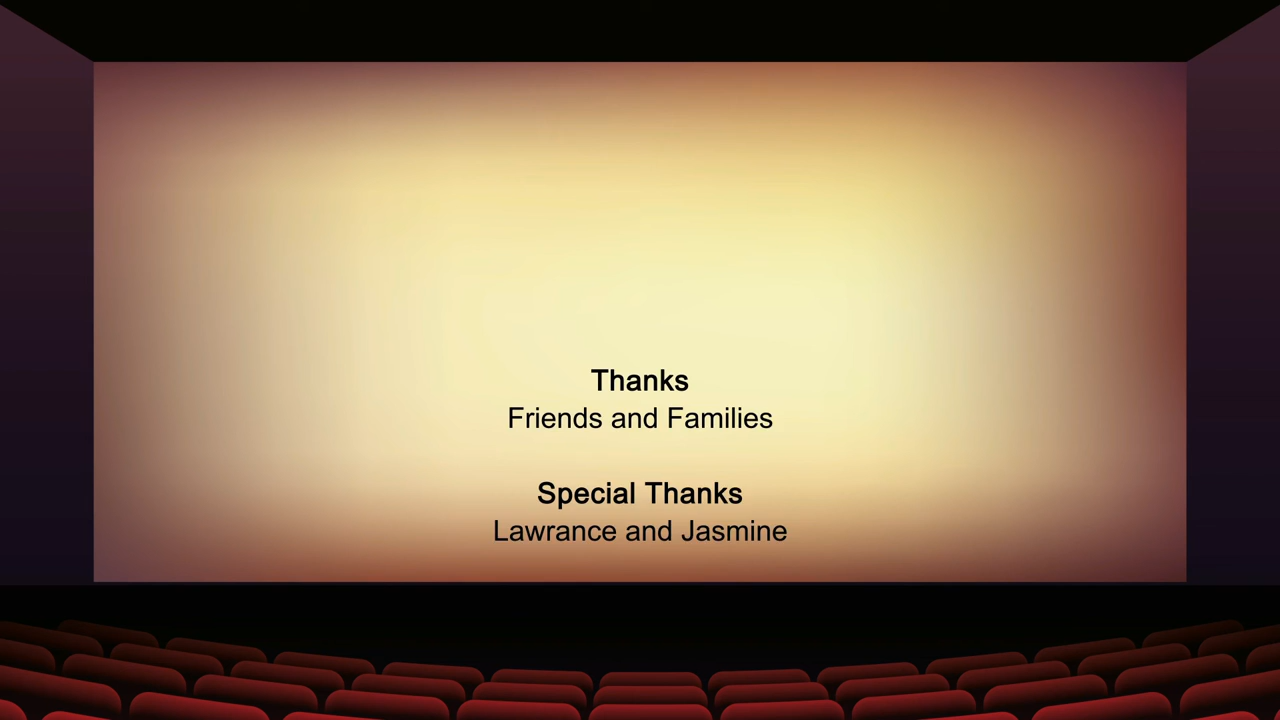 Thanks
Friends and Families
Special Thanks
Lawrance and Jasmine